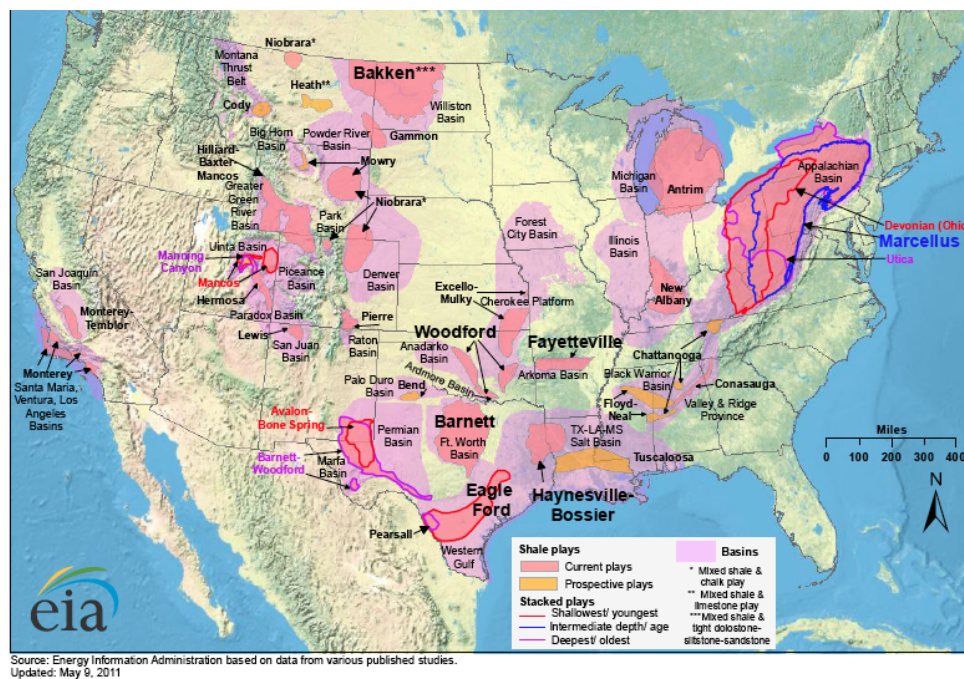 Niobrara*
Montana
Thrust
Belt
Bakken***
Heath**
Cody
Williston
Basin
Big Horn
Basin
Powder River
Basin
Gammon
Hilliard-
Baxter-
Mancos
Mowry
Greater
Green
River
Basin
Park
Basin
Niobrara*
Michigan
Basin
Antrim
Appalachian
Basin
Devonian (Ohio
Marcellus
Utica
Forest
City Basin
Illinois
Basin
Uinta Basin
Manning
Canyon
Mancos
Piceance
Basin
Denver
Basin
San Joaquin
Basin
Hermosa
Excello-
Mulky
Cherokee Platform
New
Albany
Monterey-
Temblor
Paradox Basin
Pierre
Lewis
San Juan
Basin
Raton
Basin
Woodford
Anadarko
Basin
Fayetteville
Arkoma Basin
Chattanooga
Monterey
Santa Maria,
Ventura, Los
Angeles
Basins
Palo Duro
Basin
Bend
Ardmore Basin
Black Warrior
Basin
Conasauga
Floyd-
Neal
Valley & Ridge
Province
Avalon-
Bone Spring
Permian
Basin
Barnett
Ft. Worth
Basin
TX-LA-MS
Salt Basin
Tuscaloosa
Barnett-
Woodford
Marfa
Basin
Eagle
Ford
Haynesville-
Bossier
Pearsall
Western
Gulf
Miles
0 100 200 300 400
N
Shale plays
Current plays
Prospective plays
Stacked plays
Shallowest/ youngest
Intermediate depth/ age
Deepest/ oldest
Basins
* Mixed shale &
chalk play
** Mixed shale &
limestone play
***Mixed shale &
tight dolostone-
siltstone-sandstone
eia
Source: Energy Information Administration based on data from various published studies.
Updated: May 9, 2011